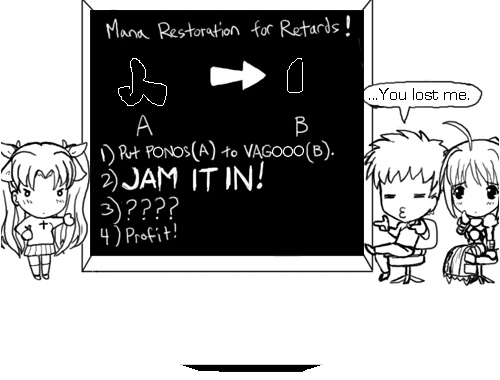 Mana Restoration for Retards!
A
B
1) Put PONOS(A) to VAGOOO(B).
2) JAM IT IN!
3) ????
4) Profit!
...You lost me.